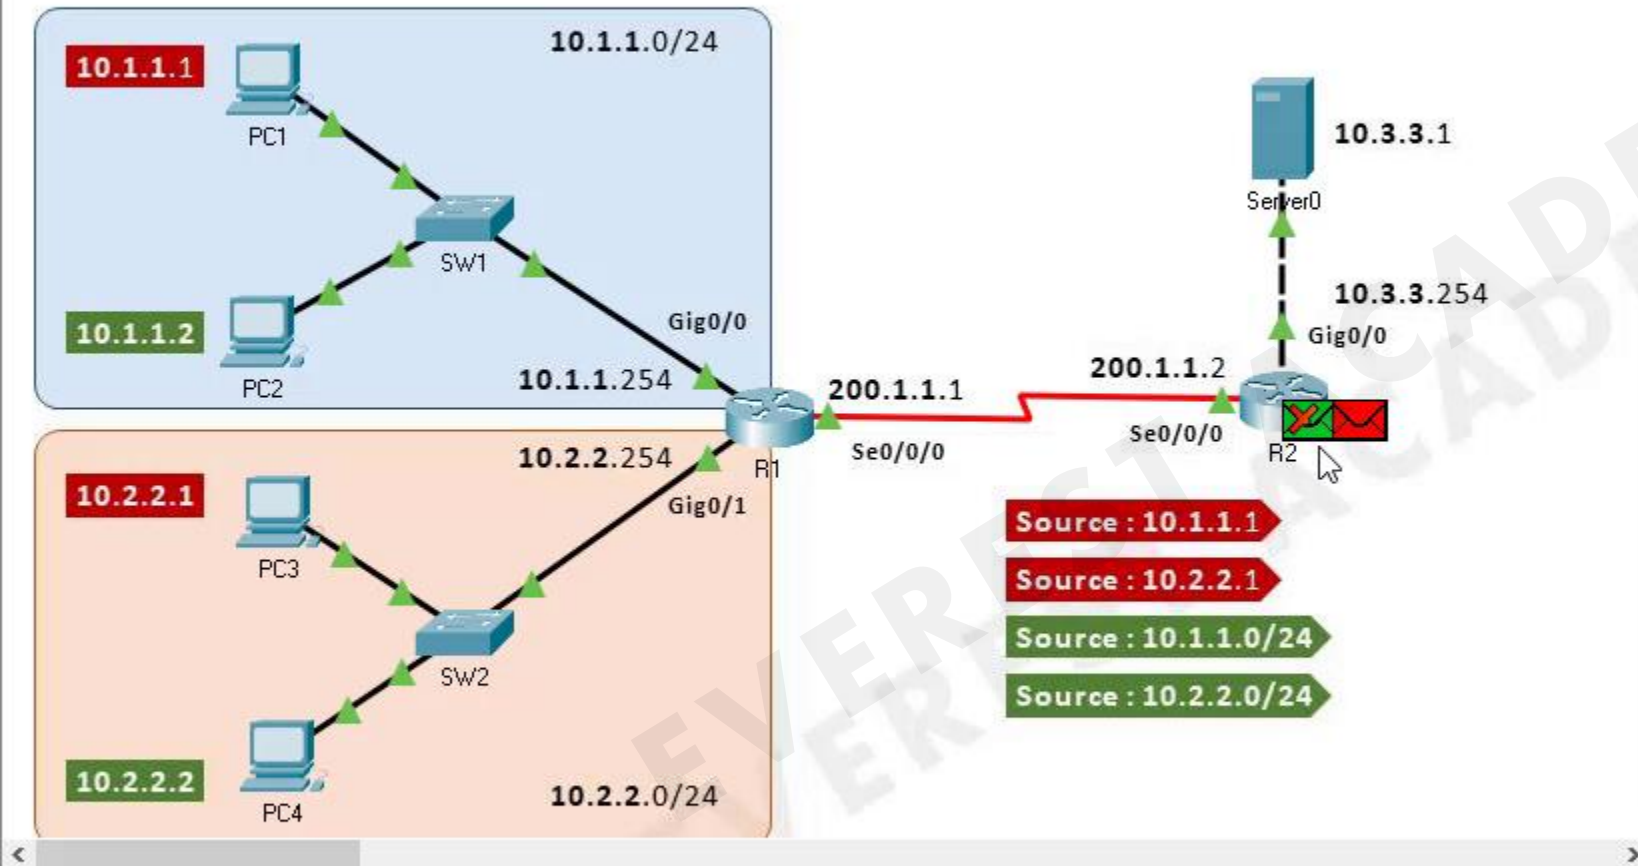 10.1.1.0/24
10.1.1.1
PC1
10.1.1.2
PC2
SW1
Gig0/0
10.1.1.254
10.2.2.254
Gig0/1
R1
200.1.1.1
Se0/0/0
200.1.1.2
Se0/0/0
R2
10.3.3.1
Server0
10.3.3.254
Gig0/0
10.2.2.1
PC3
SW2
10.2.2.2
PC4
10.2.2.0/24
Source : 10.1.1.1
Source : 10.2.2.1
Source : 10.1.1.0/24
Source : 10.2.2.0/24
EVEREST ACADE